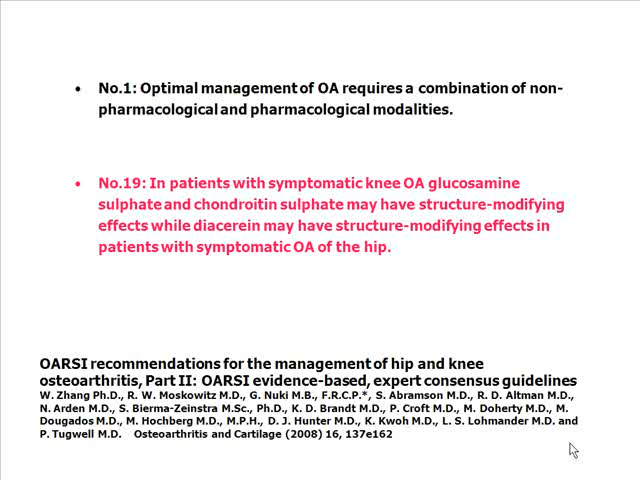 • No.1: Optimal management of OA requires a combination of non-
pharmacological and pharmacological modalities.
• No.19: In patients with symptomatic knee OA glucosamine
sulphate and chondroitin sulphate may have structure-modifying
effects while diacerein may have structure-modifying effects in
patients with symptomatic OA of the hip.
OARSI recommendations for the management of hip and knee
osteoarthritis, Part II: OARSI evidence-based, expert consensus guidelines
W. Zhang Ph.D., R. W. Moskowitz M.D., G. Nuki M.B., F.R.C.P.*, S. Abramson M.D., R. D. Altman M.D.,
N. Arden M.D., S. Bierma-Zeinstra M.Sc., Ph.D., K. D. Brandt M.D., P. Croft M.D., M. Doherty M.D., M.
Dougados M.D., M. Hochberg M.D., M.P.H., D. J. Hunter M.D., K. Kwoh M.D., L. S. Lohmander M.D. and
P. Tugwell M.D. Osteoarthritis and Cartilage (2008) 16, 137e162